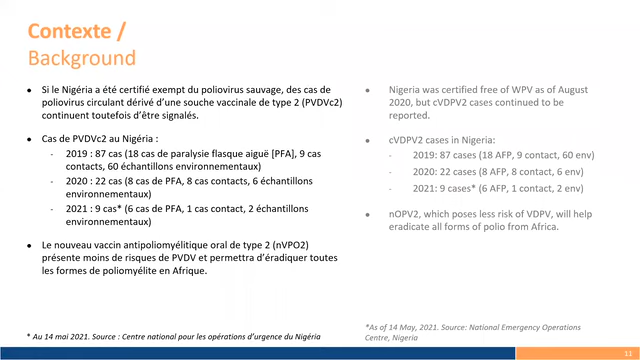 Contexte /
Background
● Si le Nigéria a été certifié exempt du poliovirus sauvage, des cas de
poliovirus circulant dérivé d'une souche vaccinale de type 2 (PVDVc2)
continuent toutefois d'être signalés.
● Cas de PVDVc2 au Nigéria :
- 2019 : 87 cas (18 cas de paralysie flasque aiguë [PFA], 9 cas
contacts, 60 échantillons environnementaux)
- 2020 : 22 cas (8 cas de PFA, 8 cas contacts, 6 échantillons
environnementaux)
- 2021 : 9 cas* (6 cas de PFA, 1 cas contact, 2 échantillons
environnementaux)
● Le nouveau vaccin antipoliomyélitique oral de type 2 (nVPO2)
présente moins de risques de PVDV et permettra d'éradiquer toutes
les formes de poliomyélite en Afrique.
* Au 14 mai 2021. Source : Centre national pour les opérations d'urgence du Nigéria
● Nigeria was certified free of WPV as of August
2020, but cVDPV2 cases continued to be
reported.
● cVDPV2 cases in Nigeria:
- 2019: 87 cases (18 AFP, 9 contact, 60 env)
- 2020: 22 cases (8 AFP, 8 contact, 6 env)
- 2021: 9 cases* (6 AFP, 1 contact, 2 env)
● nOPV2, which poses less risk of VDPV, will help
eradicate all forms of polio from Africa.
*As of 14 May, 2021. Source: National Emergency Operations
Centre, Nigeria
33